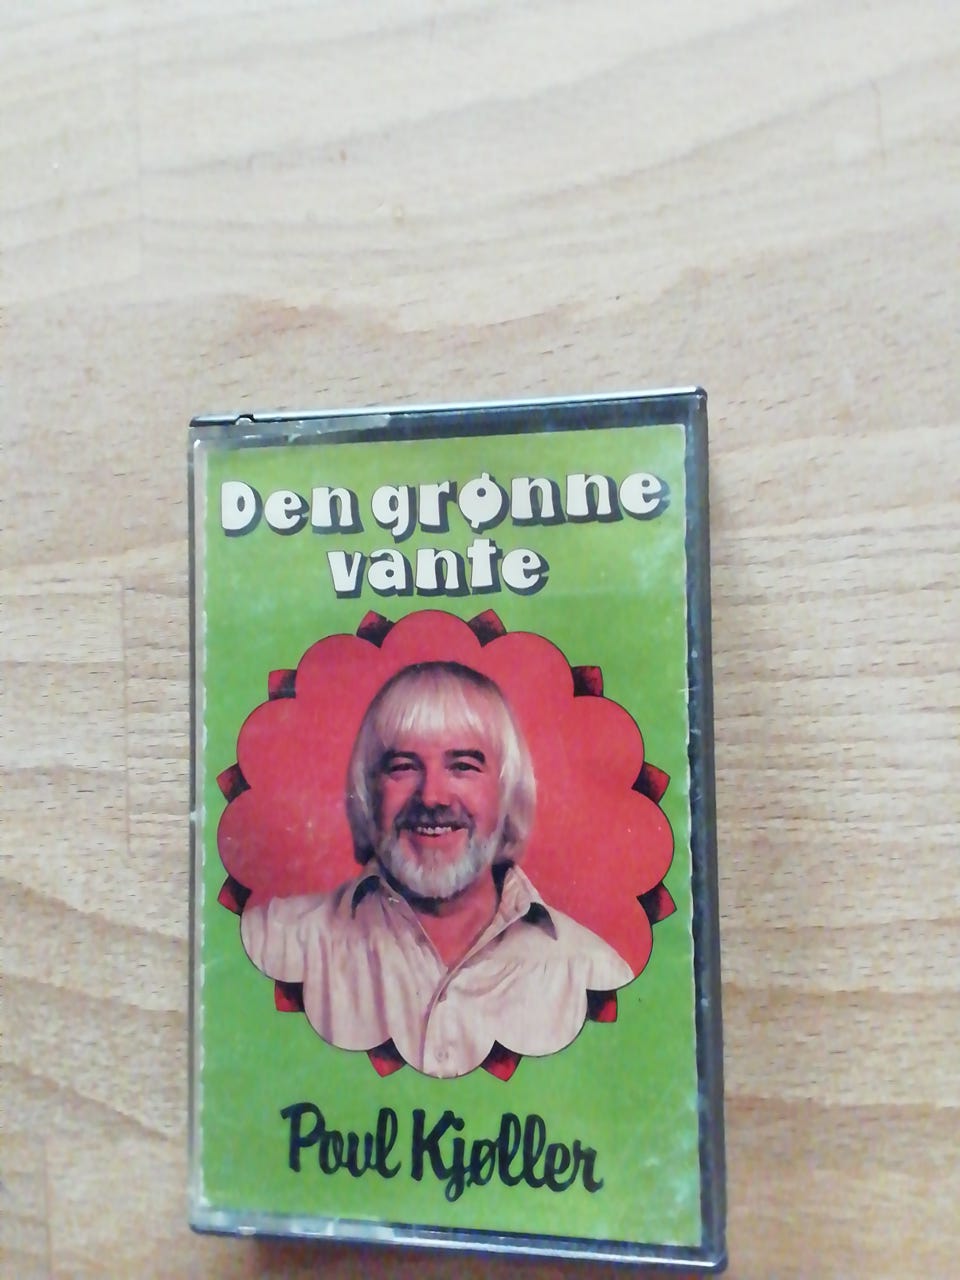 Den grønne
vante
Poul Kjøller